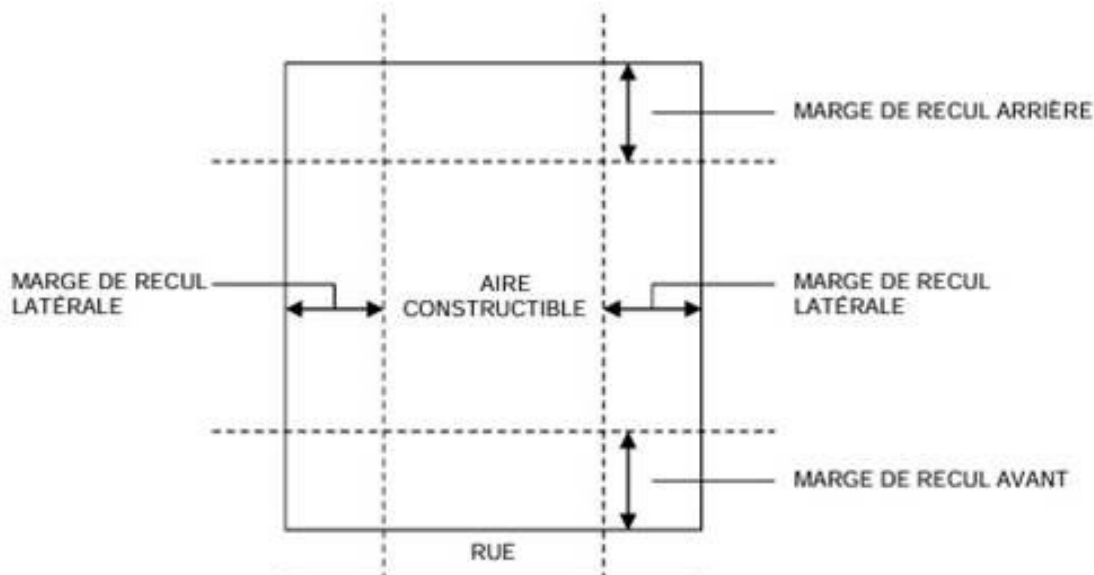 MARGE DE RECUL ARRIÈRE
MARGE DE RECUL
LATÉRALE
AIRE
CONSTRUCTIBLE
MARGE DE RECUL
LATÉRALE
MARGE DE RECUL AVANT
RUE